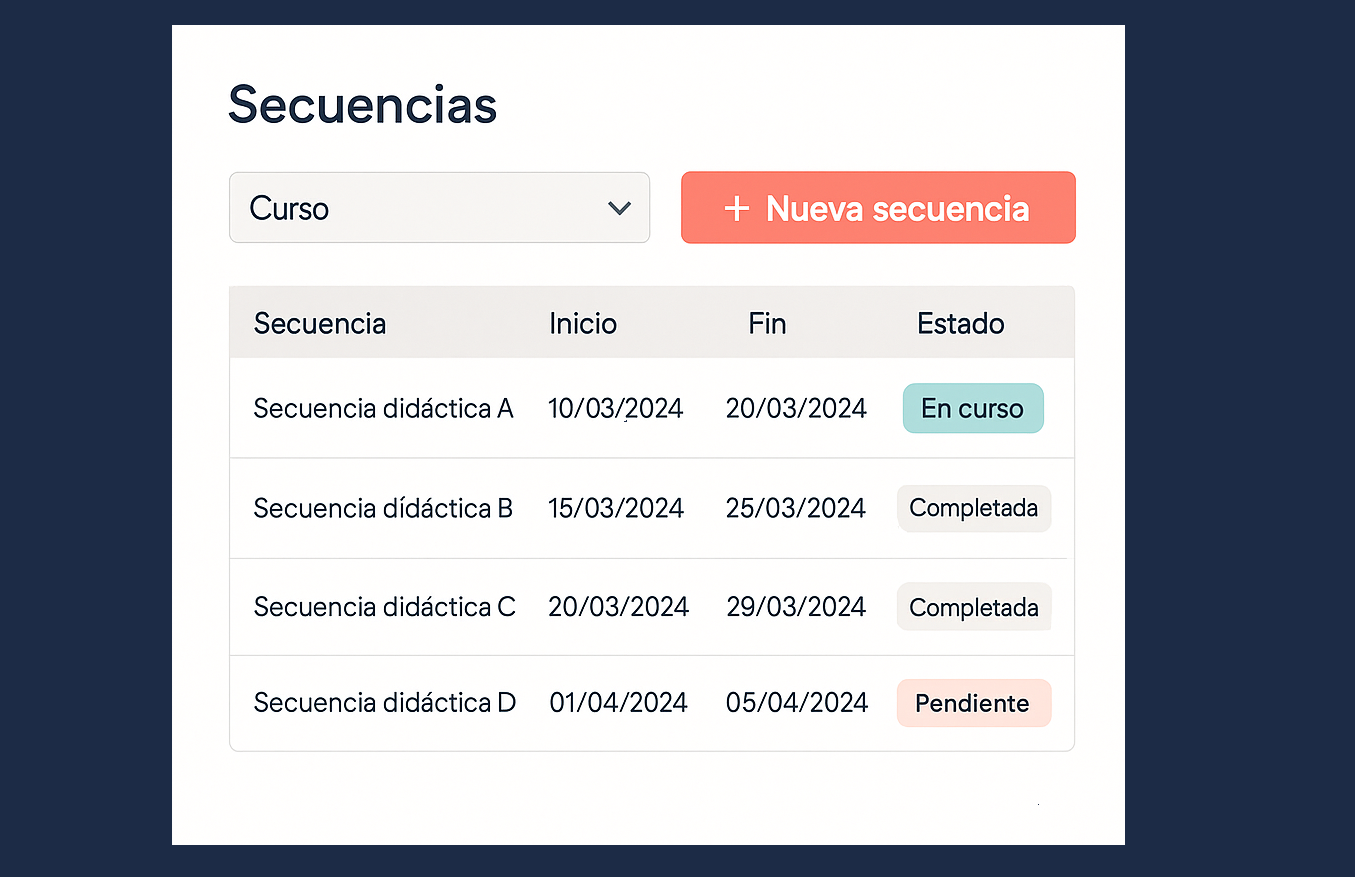 Secuencias
Curso
+ Nueva secuencia
Secuencia Inicio Fin Estado
Secuencia didáctica A 10/03/2024 20/03/2024 En curso
Secuencia dídáctica B 15/03/2024 25/03/2024 Completada
Secuencia didáctica C 20/03/2024 29/03/2024 Completada
Secuencia didáctica D 01/04/2024 05/04/2024 Pendiente